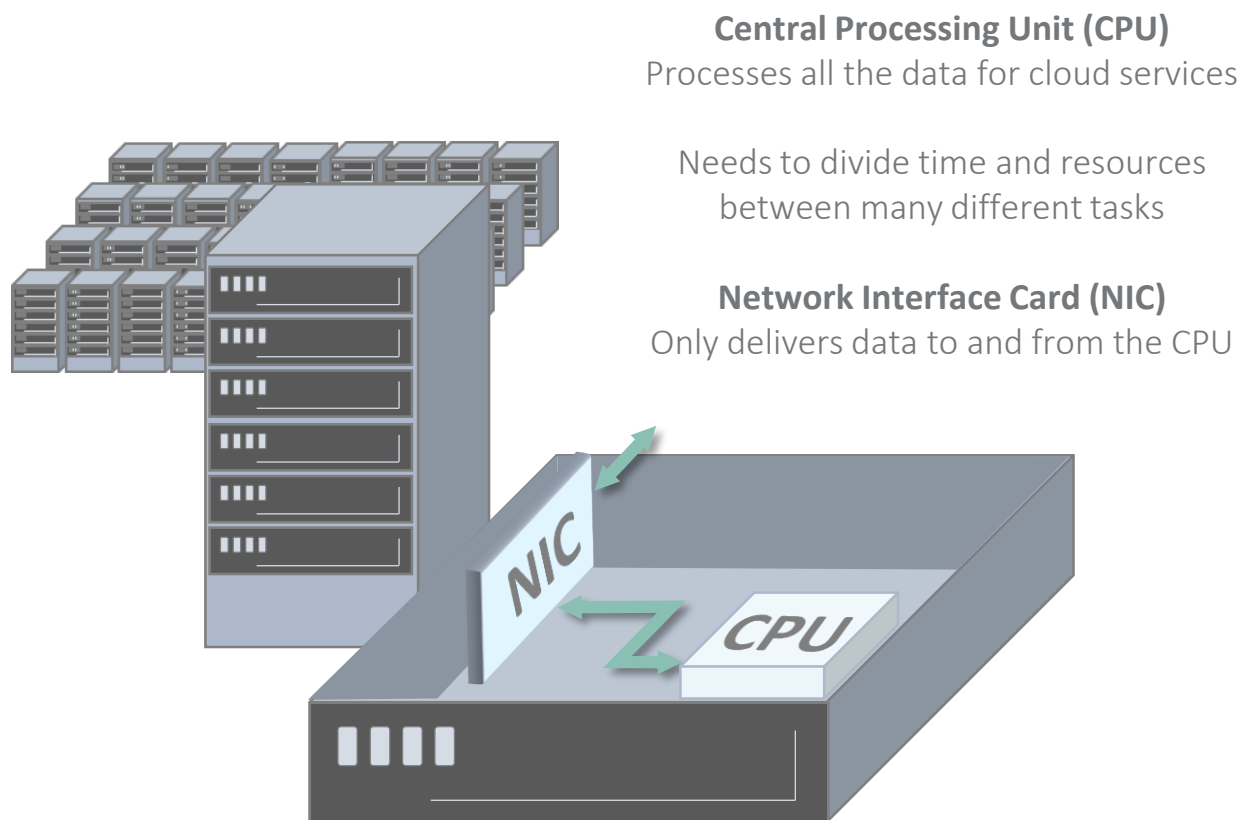 Central Processing Unit (CPU)
Processes all the data for cloud services
Needs to divide time and resources
between many different tasks
Network Interface Card (NIC)
Only delivers data to and from the CPU
NIC
CPU